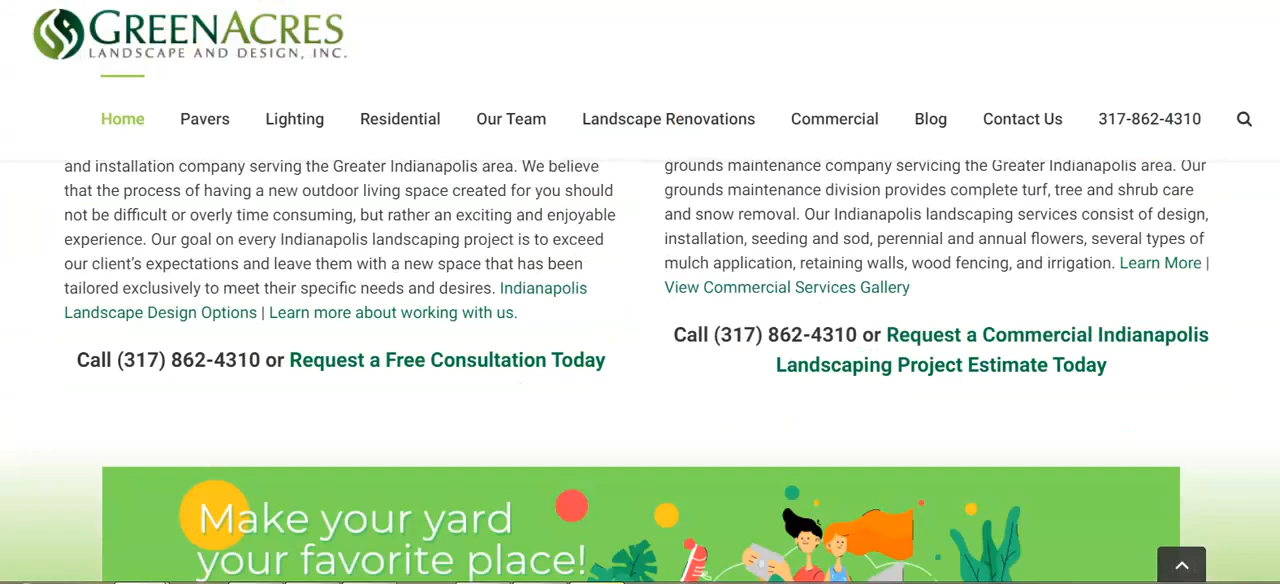 GREENACRES
LANDSCAPE AND DESIGN, INC.
Home Pavers Lighting Residential Our Team Landscape Renovations Commercial Blog Contact Us 317-862-4310
and installation company serving the Greater Indianapolis area. We believe
that the process of having a new outdoor living space created for you should
not be difficult or overly time consuming, but rather an exciting and enjoyable
experience. Our goal on every Indianapolis landscaping project is to exceed
our client's expectations and leave them with a new space that has been
tailored exclusively to meet their specific needs and desires. Indianapolis
Landscape Design Options | Learn more about working with us.
Call (317) 862-4310 or Request a Free Consultation Today
grounds maintenance company servicing the Greater Indianapolis area. Our
grounds maintenance division provides complete turf, tree and shrub care
and snow removal. Our Indianapolis landscaping services consist of design,
installation, seeding and sod, perennial and annual flowers, several types of
mulch application, retaining walls, wood fencing, and irrigation. Learn More |
View Commercial Services Gallery
Call (317) 862-4310 or Request a Commercial Indianapolis
Landscaping Project Estimate Today
Make your yard
your favorite place!